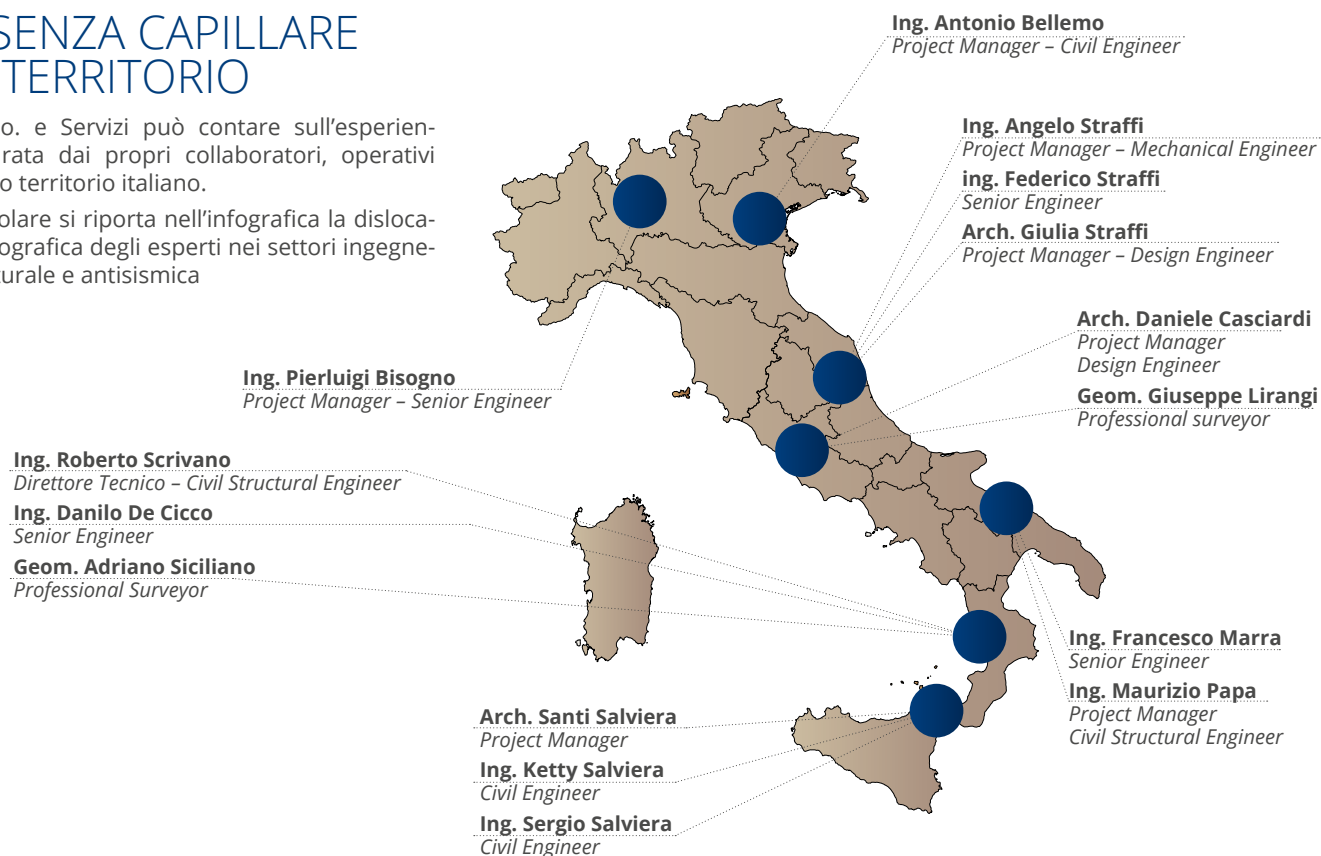 SENZA CAPILLARE
TERRITORIO
o. e Servizi può contare sull'esperien-
rata dai propri collaboratori, operativi
o territorio italiano.
olare si riporta nell'infografica la disloca-
ografica degli esperti nei settori ingegne-
turale e antisismica
Ing. Antonio Bellemo
Project Manager – Civil Engineer
Ing. Angelo Straffi
Project Manager – Mechanical Engineer
ing. Federico Straffi
Senior Engineer
Arch. Giulia Straffi
Project Manager – Design Engineer
Arch. Daniele Casciardi
Project Manager
Design Engineer
Geom. Giuseppe Lirangi
Professional surveyor
Ing. Pierluigi Bisogno
Project Manager – Senior Engineer
Ing. Roberto Scrivano
Direttore Tecnico – Civil Structural Engineer
Ing. Danilo De Cicco
Senior Engineer
Geom. Adriano Siciliano
Professional Surveyor
Ing. Francesco Marra
Senior Engineer
Ing. Maurizio Papa
Project Manager
Civil Structural Engineer
Arch. Santi Salviera
Project Manager
Ing. Ketty Salviera
Civil Engineer
Ing. Sergio Salviera
Civil Engineer